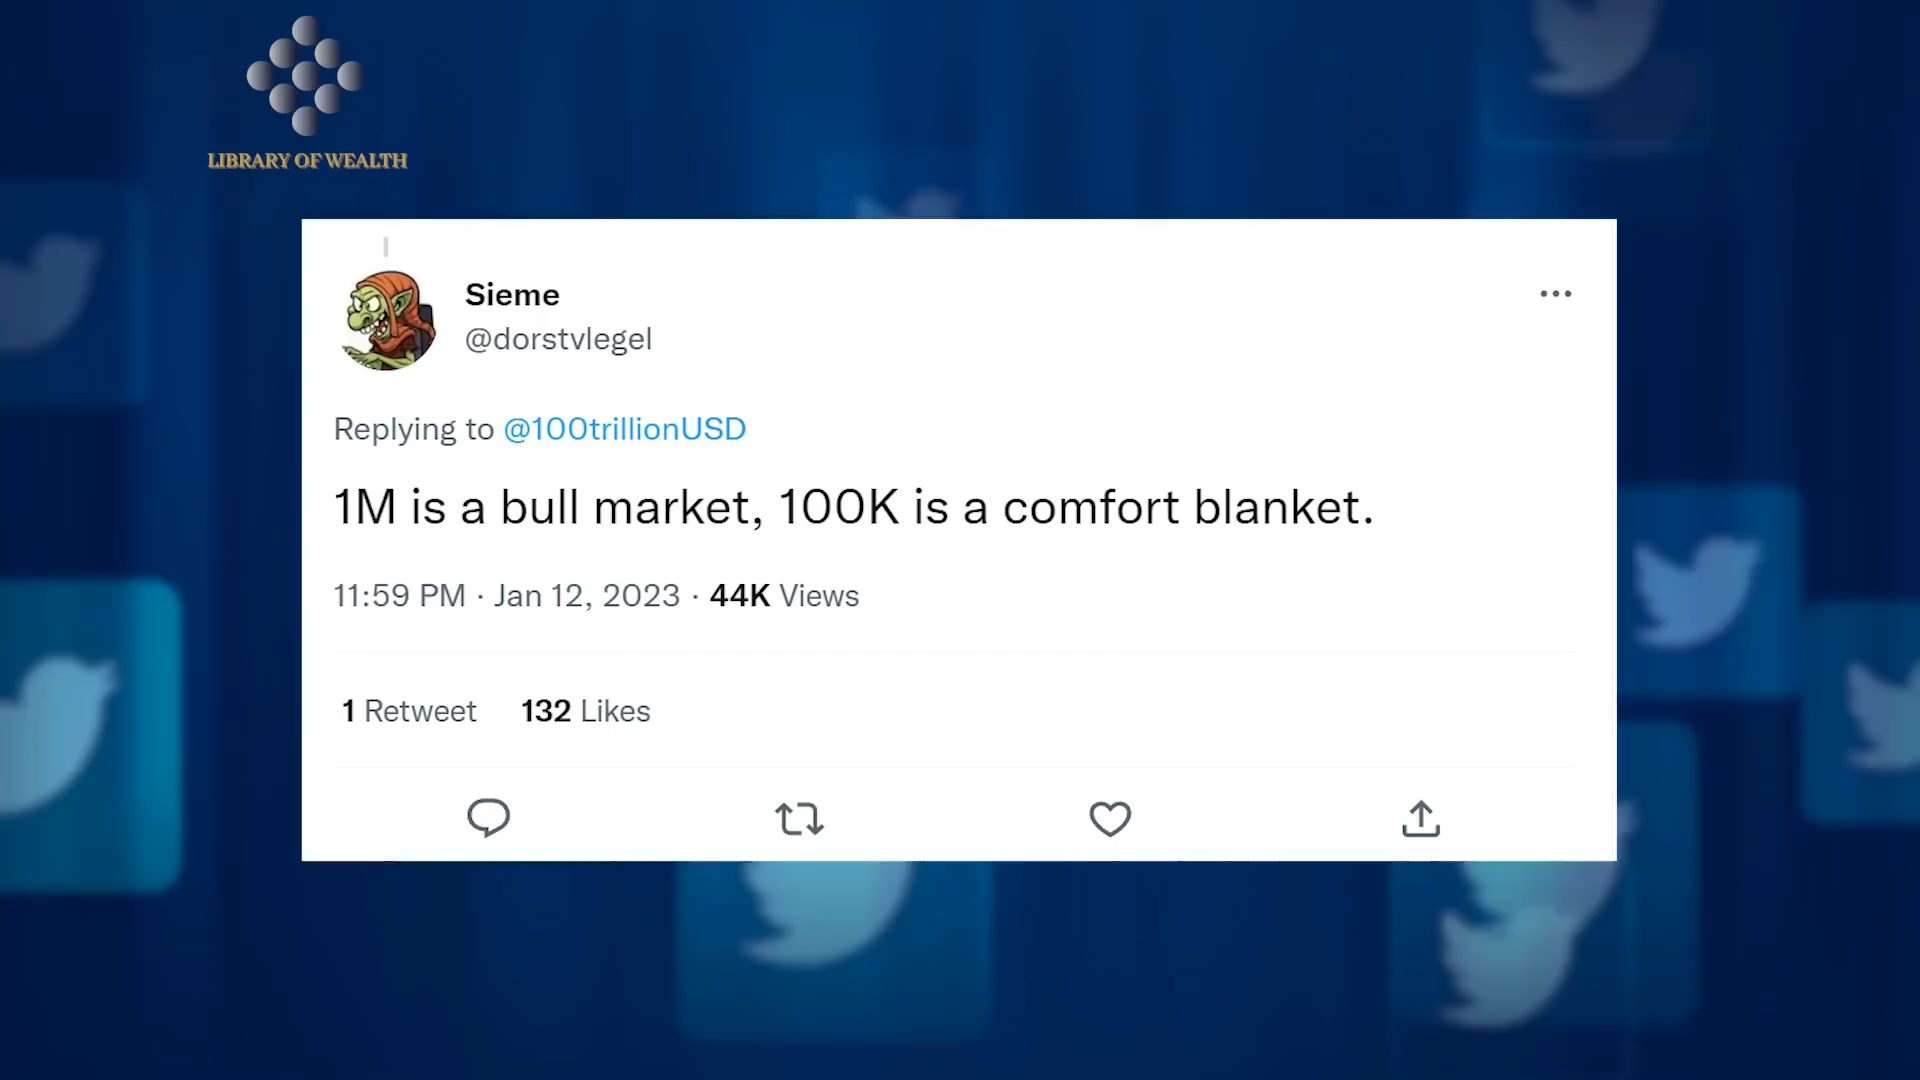 LIBRARY OF WEALTH
Sieme
@dorstvlegel
Replying to @100trillionUSD
1M is a bull market, 100K is a comfort blanket.
11:59 PM · Jan 12, 2023 · 44K Views
1 Retweet 132 Likes